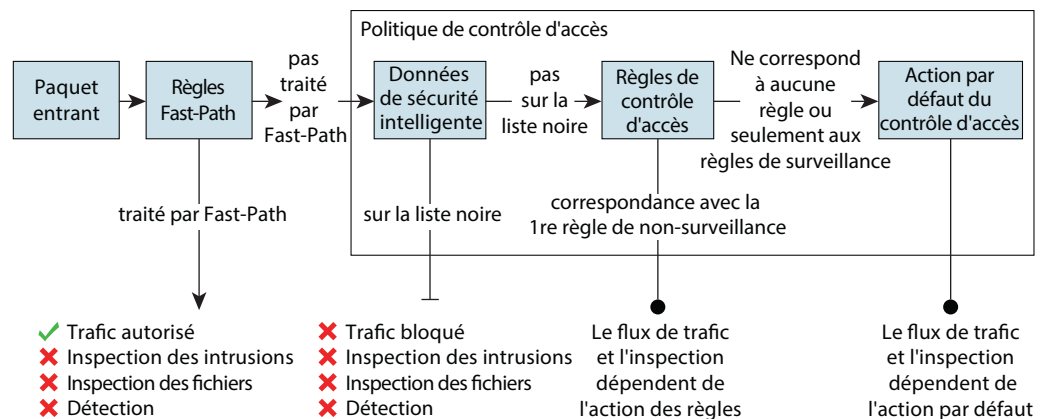 Politique de contrôle d'accès
Paquet
entrant
Règles
Fast-Path
pas
traité
par
Fast-Path
Données
de sécurité
intelligente
pas
sur la
liste noire
Règles de
contrôle
d'accès
Ne correspond
à aucune
règle ou
seulement aux
règles de surveillance
Action par
défaut du
contrôle d'accès
traité par Fast-Path
sur la liste noire
correspondance avec la
1re règle de non-surveillance
Trafic autorisé
Inspection des intrusions
Inspection des fichiers
Détection
Trafic bloqué
Inspection des intrusions
Inspection des fichiers
Détection
Le flux de trafic
et l'inspection
dépendent de
l'action des règles
Le flux de trafic
et l'inspection
dépendent de
l'action par défaut